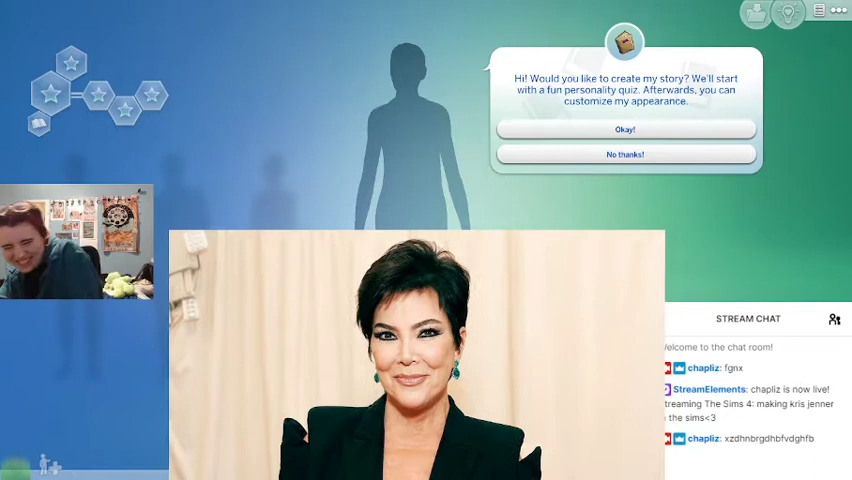 Hi! Would you like to create my story? We'll start
with a fun personality quiz. Afterwards, you can
customize my appearance.
Okay!
No thanks!
STREAM CHAT
Welcome to the chat room!
chapliz: fgnx
StreamElements: chapliz is now live!
streaming The Sims 4: making kris jenner
the sims<3
chapliz: xzdhnbrgdhbfvdghfb